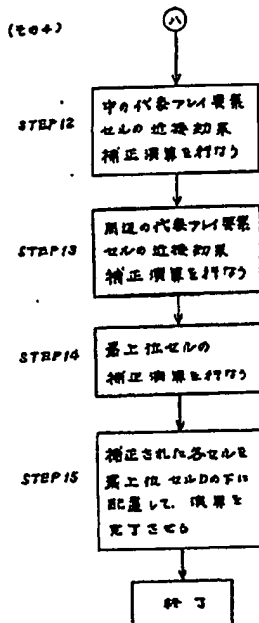 (その4)
ハ
STEP12
中の代表アレイ要素
セルの近接効果
補正演算を行なう
STEP13
周辺の代表アレイ要素
セルの近接効果
補正演算を行なう
STEP14
最上位セルの
補正演算を行なう
STEP15
補正された各セルを
最上位セルDの下に
配置して、演算を
完了させる
終了